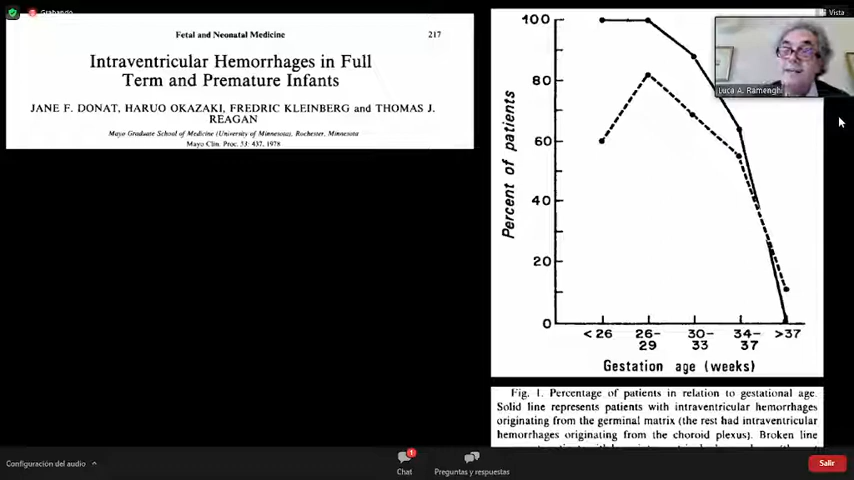 Grabando
Vista
Fetal and Neonatal Medicine
217
Intraventricular Hemorrhages in Full
Term and Premature Infants
JANE F. DONAT, HARUO OKAZAKI, FREDRIC KLEINBERG and THOMAS J.
REAGAN
Mayo Graduate School of Medicine (University of Minnesota), Rochester, Minnesota
Mayo Clin. Proc. 53: 437, 1978
Percent of patients
100
80
60
40
20
0
<26 26-29 30-33 34-37 >37
Gestation age (weeks)
Luca A. Ramenghi
Fig. 1. Percentage of patients in relation to gestational age.
Solid line represents patients with intraventricular hemorrhages
originating from the germinal matrix (the rest had intraventricular
hemorrhages originating from the choroid plexus). Broken line
Configuración del audio
1
Chat
Preguntas y respuestas
Salir